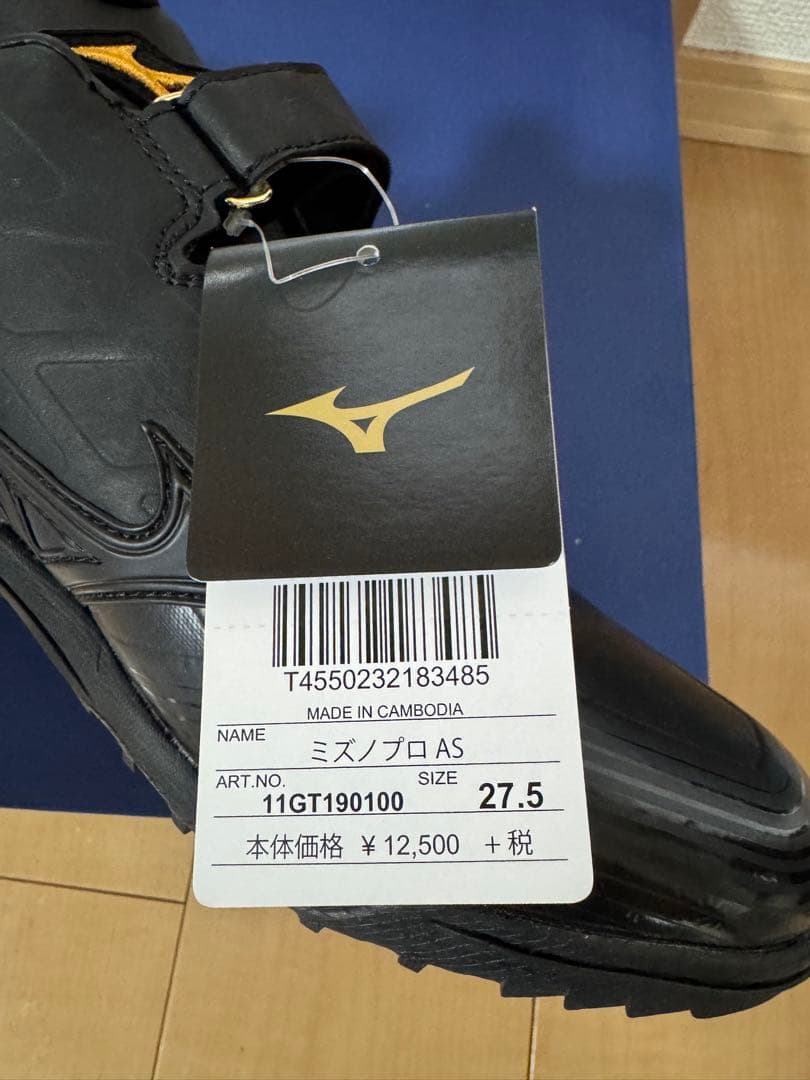 T4550232183485
MADE IN CAMBODIA
NAME
ミズノプロ AS
ART.NO. 11GT190100 SIZE 27.5
本体価格 ¥12,500 +税